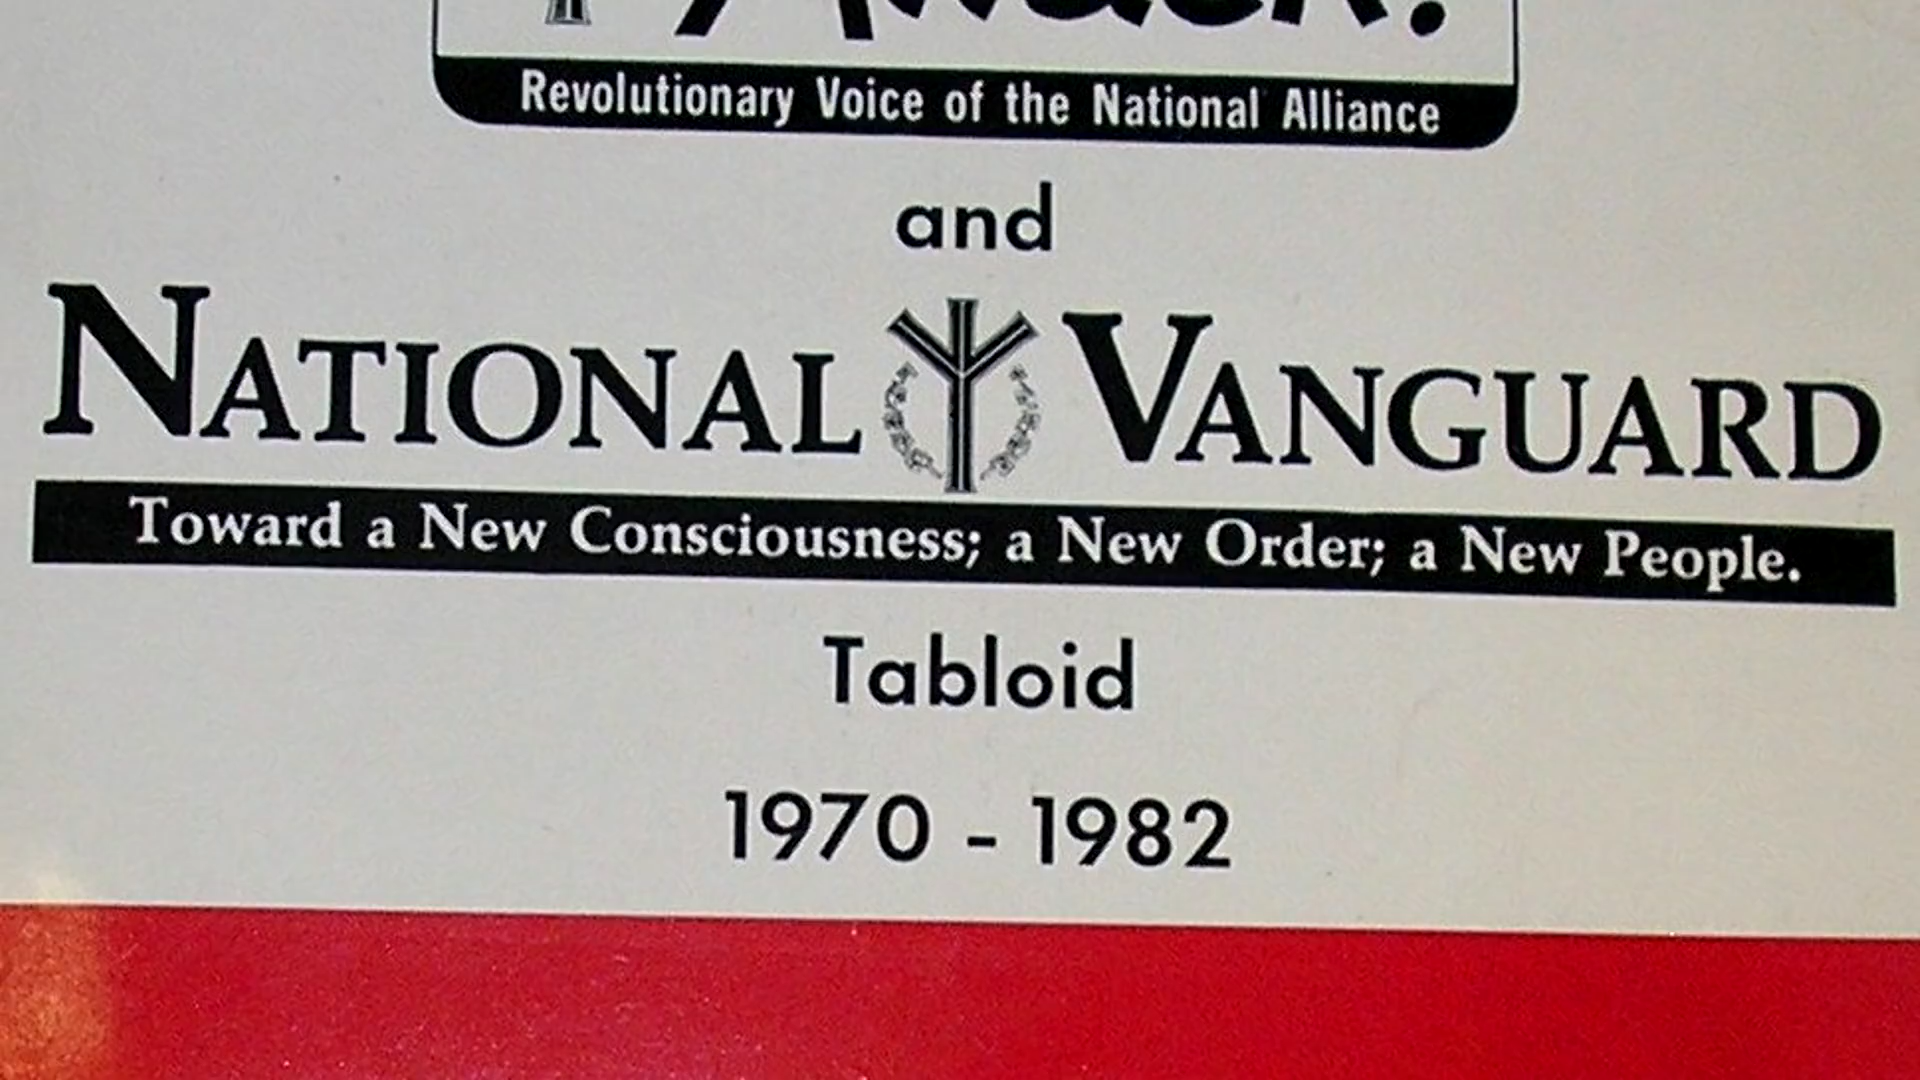 Revolutionary Voice of the National Alliance
and
NATIONAL VANGUARD
Toward a New Consciousness; a New Order; a New People.
Tabloid
1970 - 1982